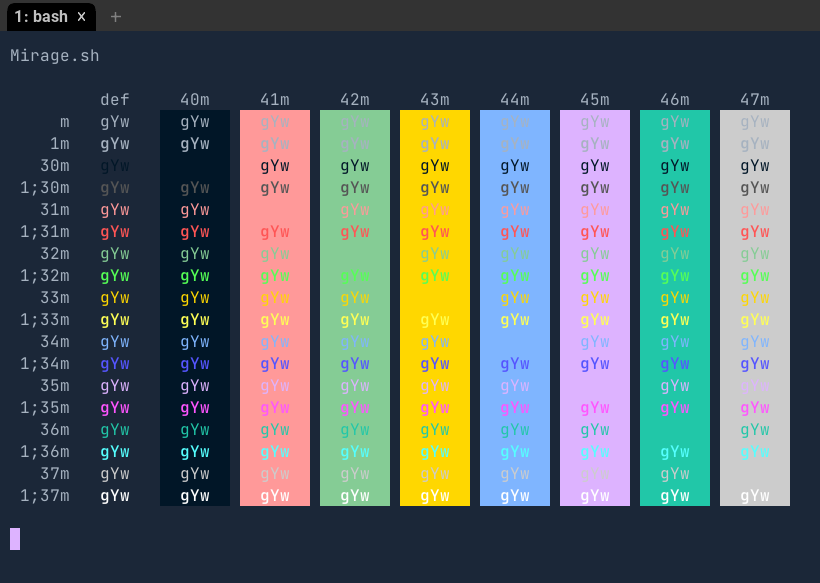 1: bash x +
Mirage.sh
def 40m 41m 42m 43m 44m 45m 46m 47m
m gYw gYw gYw gYw gYw gYw gYw gYw gYw
1m gYw gYw gYw gYw gYw gYw gYw gYw gYw
30m gYw gYw gYw gYw gYw gYw gYw gYw
1;30m gYw gYw gYw gYw gYw gYw gYw gYw gYw
31m gYw gYw gYw gYw gYw gYw gYw gYw
1;31m gYw gYw gYw gYw gYw gYw gYw gYw gYw
32m gYw gYw gYw gYw gYw gYw gYw gYw
1;32m gYw gYw gYw gYw gYw gYw gYw gYw gYw
33m gYw gYw gYw gYw gYw gYw gYw gYw
1;33m gYw gYw gYw gYw gYw gYw gYw gYw gYw
34m gYw gYw gYw gYw gYw gYw gYw gYw
1;34m gYw gYw gYw gYw gYw gYw gYw gYw gYw
35m gYw gYw gYw gYw gYw gYw gYw gYw
1;35m gYw gYw gYw gYw gYw gYw gYw gYw gYw
36m gYw gYw gYw gYw gYw gYw gYw gYw
1;36m gYw gYw gYw gYw gYw gYw gYw gYw gYw
37m gYw gYw gYw gYw gYw gYw gYw gYw
1;37m gYw gYw gYw gYw gYw gYw gYw gYw gYw